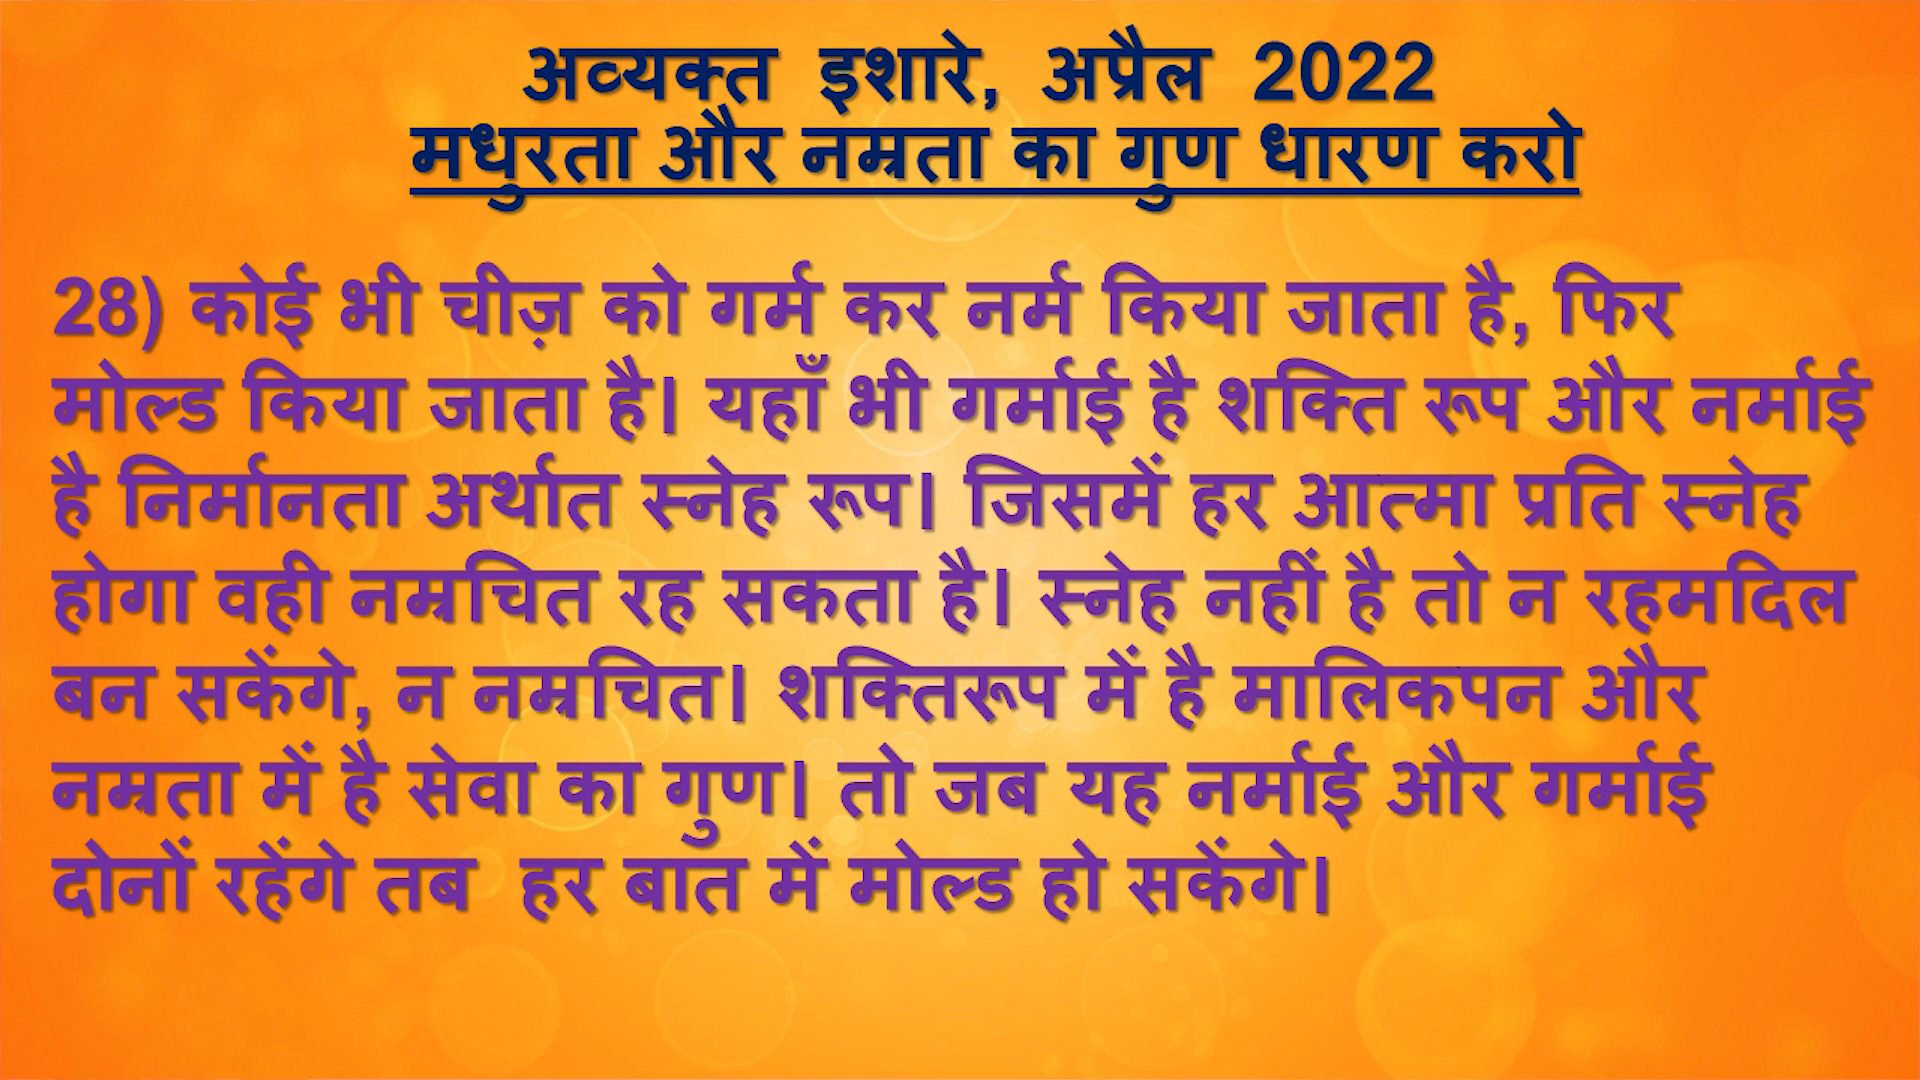 अव्यक्त इशारे, अप्रैल 2022
मधुरता और नम्रता का गुण धारण करो
28) कोई भी चीज़ को गर्म कर नर्म किया जाता है, फिर
मोल्ड किया जाता है। यहाँ भी गर्माई है शक्ति रूप और नर्माई
है निर्मानता अर्थात स्नेह रूप। जिसमें हर आत्मा प्रति स्नेह
होगा वही नम्रचित रह सकता है। स्नेह नहीं है तो न रहमदिल
बन सकेंगे, न नम्रचित। शक्तिरूप में है मालिकपन और
नम्रता में है सेवा का गुण। तो जब यह नर्माई और गर्माई
दोनों रहेंगे तब हर बात में मोल्ड हो सकेंगे।